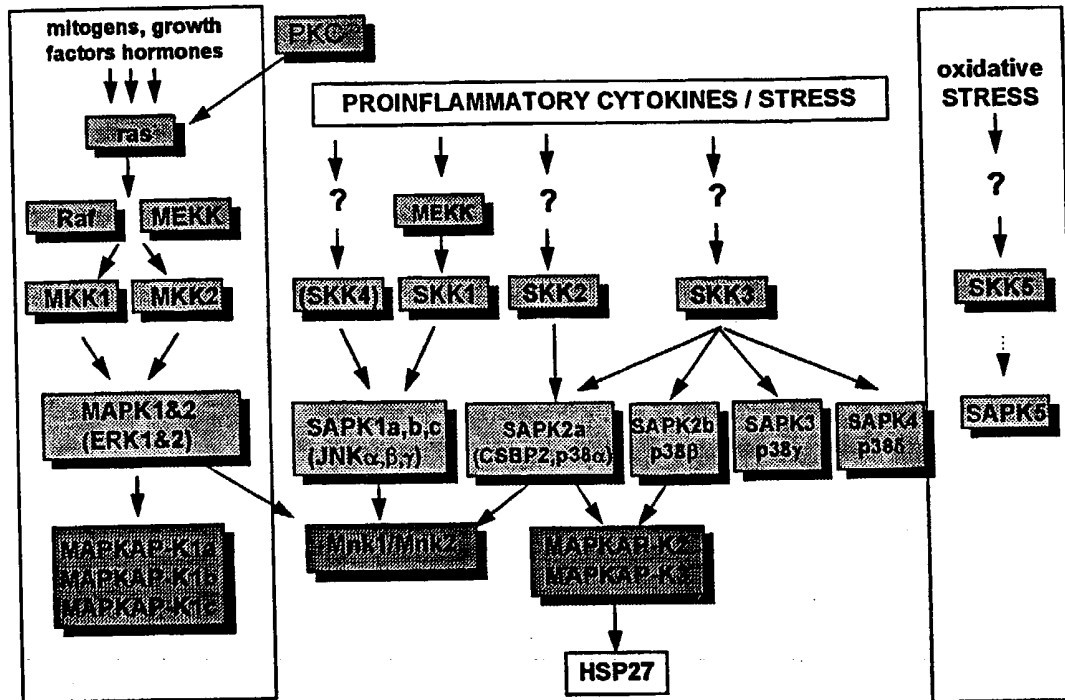 mitogens, growth
factors hormones
PKC
ras
Raf
MEKK
MKK1
MKK2
MAPK1&2
(ERK1&2)
MAPKAP-K1a
MAPKAP-K1b
MAPKAP-K1c
PROINFLAMMATORY CYTOKINES / STRESS
?
MEKK
?
?
(SKK4)
SKK1
SKK2
SKK3
SAPK1a,b,c
(JNKα,β,γ)
SAPK2a
(CSBP2,p38α)
SAPK2b
p38β
SAPK3
p38γ
SAPK4
p38δ
Mnk1/Mnk2
MAPKAP-K2
MAPKAP-K3
HSP27
oxidative
STRESS
?
SKK5
SAPK5